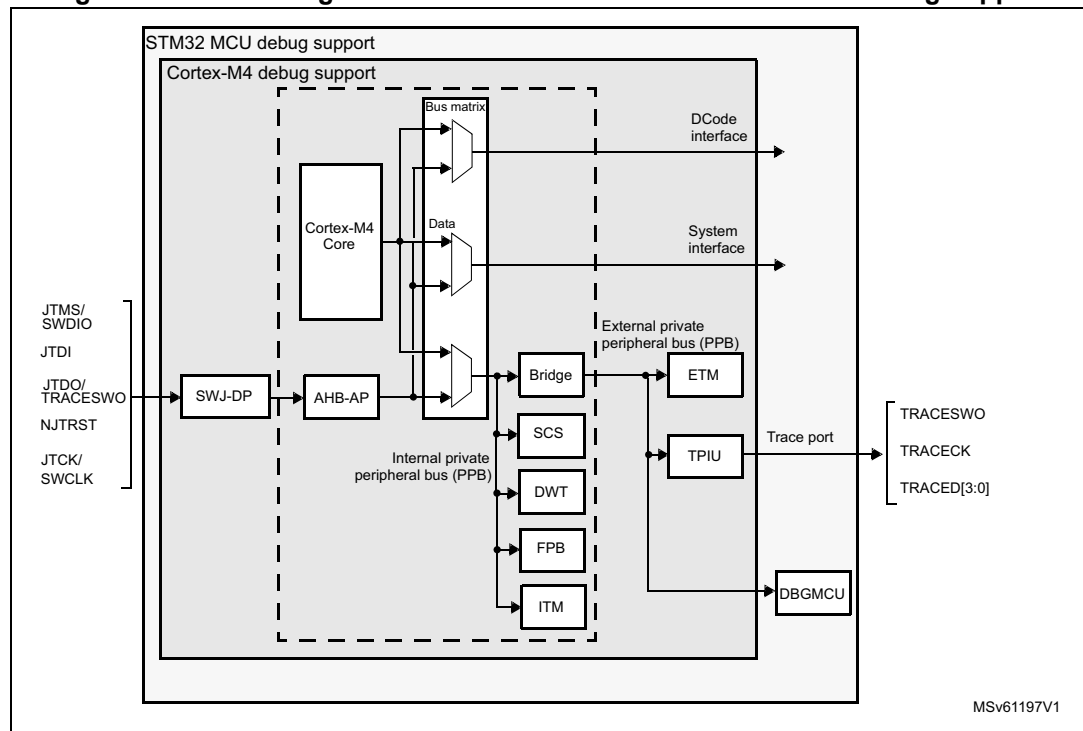 STM32 MCU debug support
Cortex-M4 debug support
Bus matrix
DCode
interface
Cortex-M4
Core
Data
System
interface
JTMS/
SWDIO
JTDI
JTDO/
TRACESWO
NJTRST
JTCK/
SWCLK
SWJ-DP
AHB-AP
External private
peripheral bus (PPB)
Bridge
ETM
SCS
TPIU
Trace port
TRACESWO
TRACECK
TRACED[3:0]
Internal private
peripheral bus (PPB)
DWT
FPB
ITM
DBGMCU
MSv61197V1